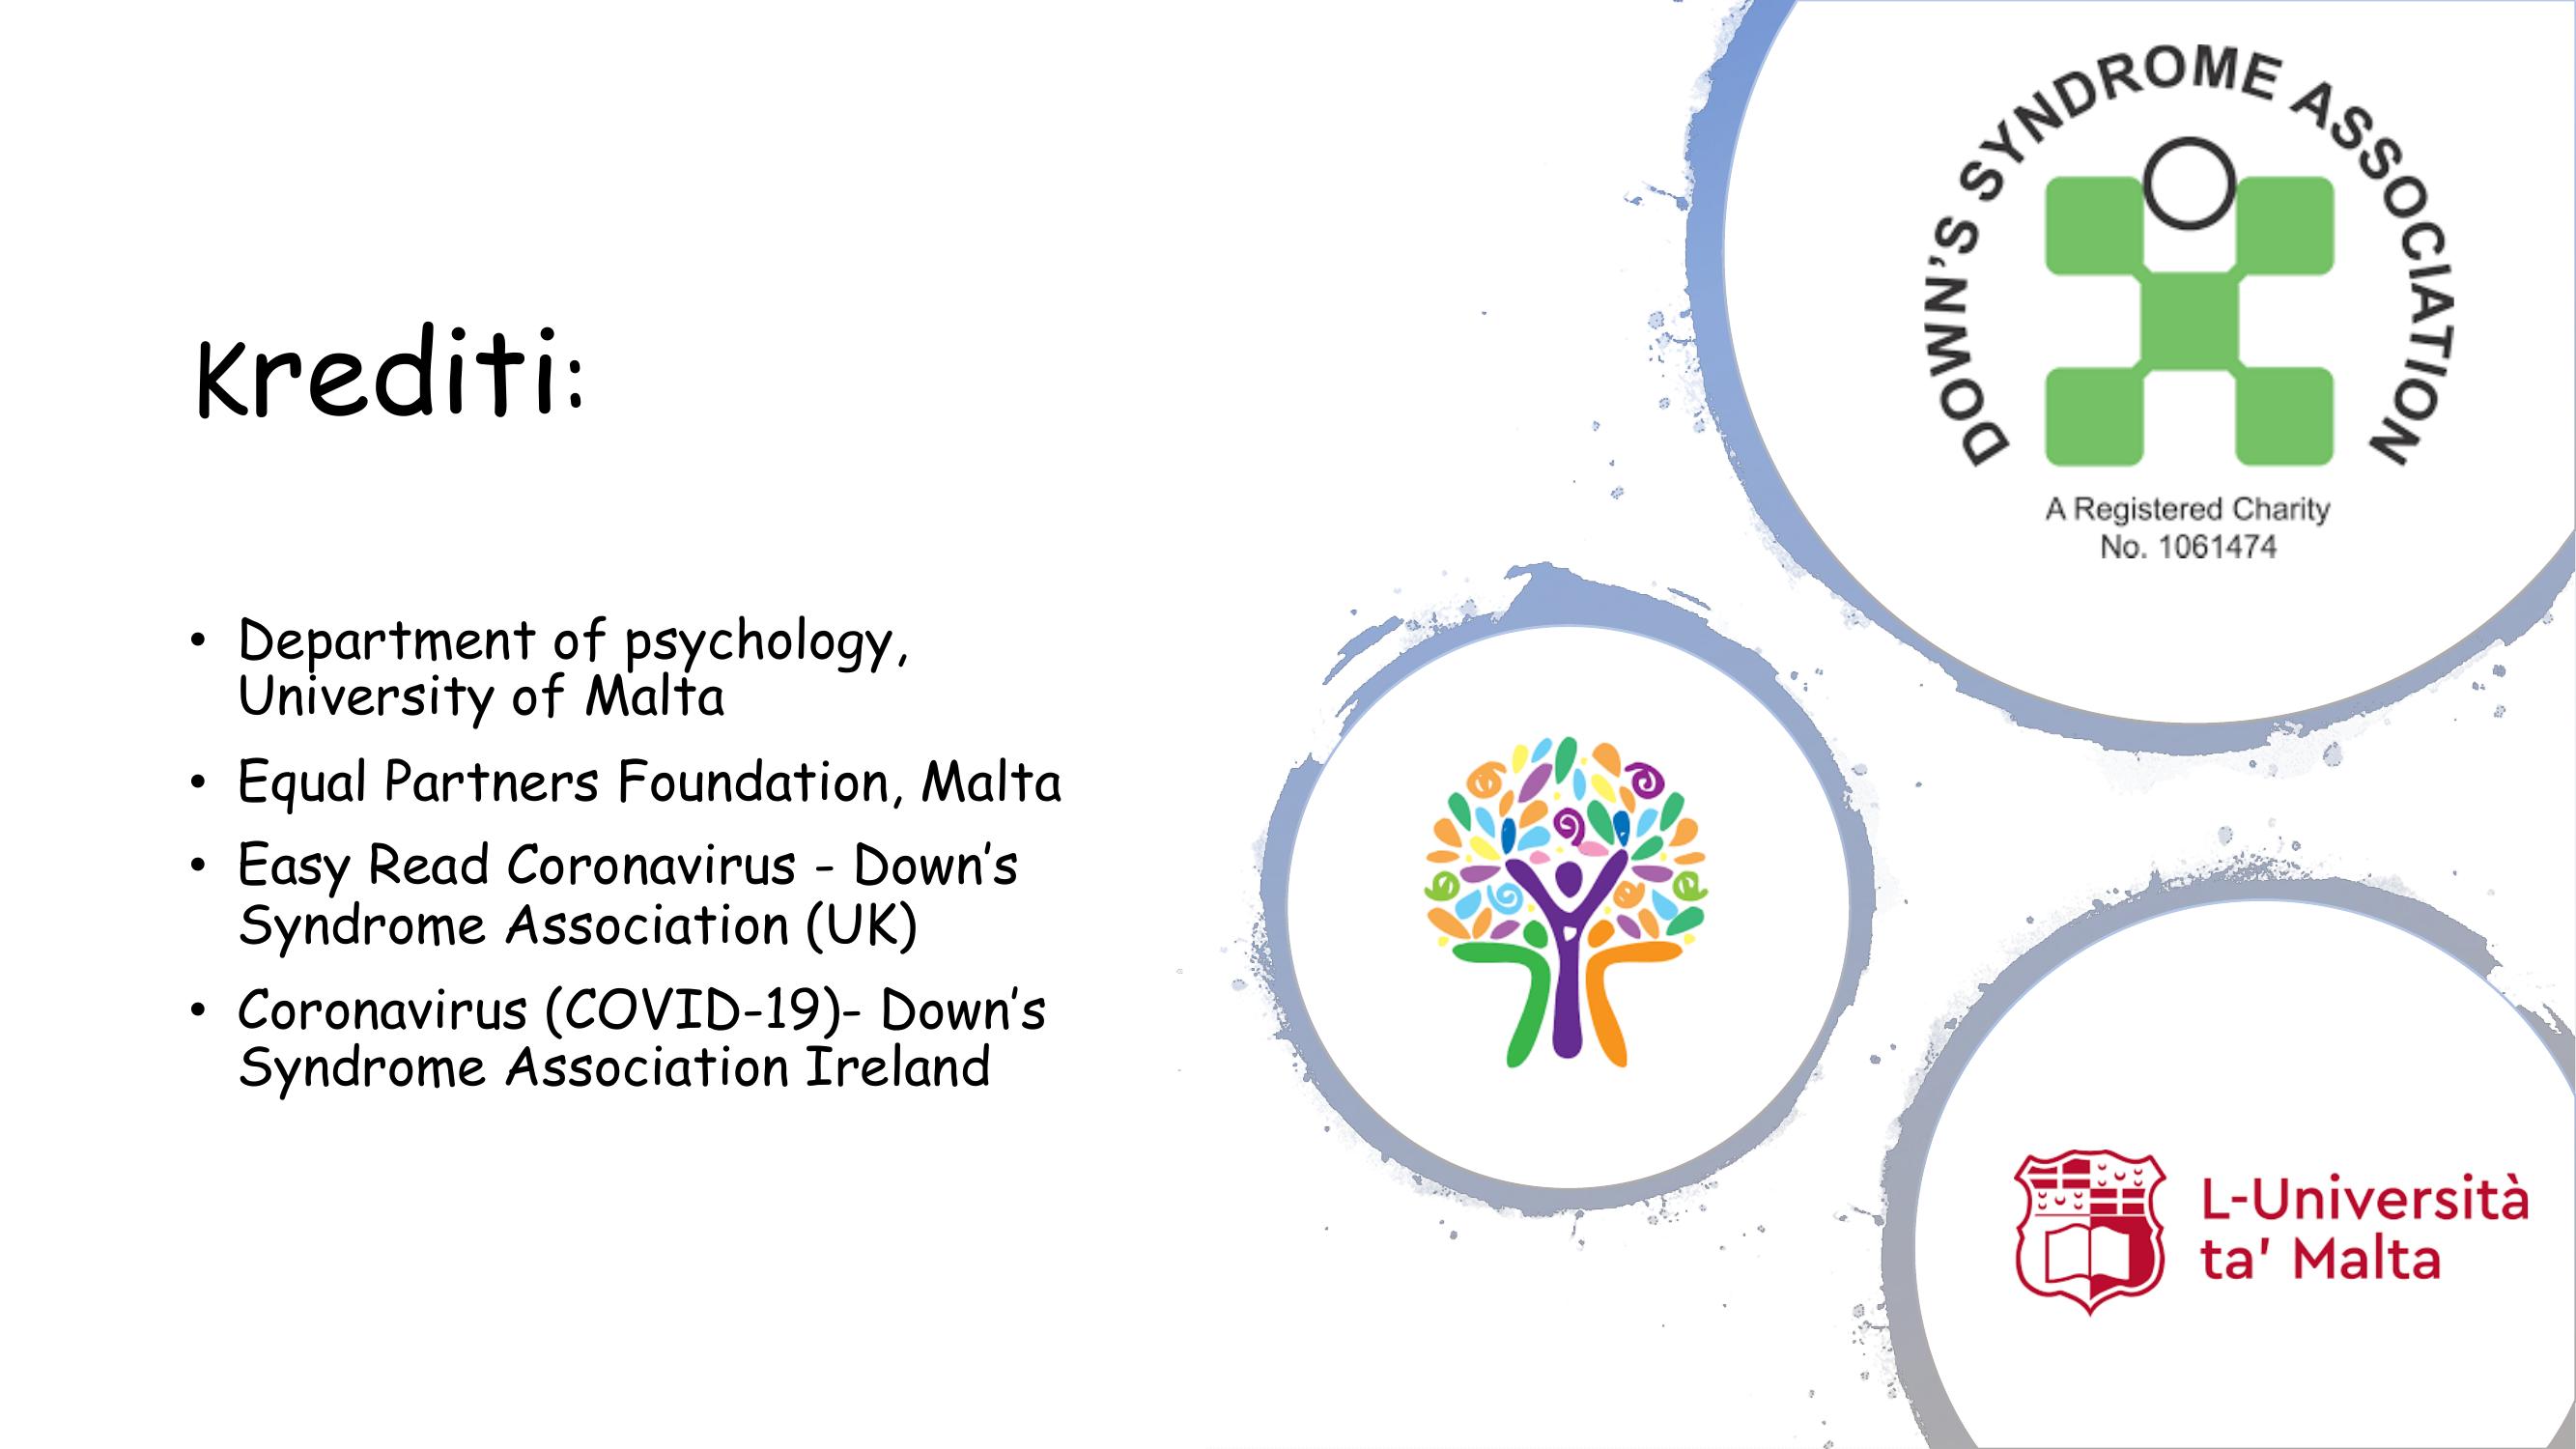 Krediti:
• Department of psychology,
University of Malta
• Equal Partners Foundation, Malta
• Easy Read Coronavirus - Down’s
Syndrome Association (UK)
• Coronavirus (COVID-19)- Down’s
Syndrome Association Ireland
DOWN’S SYNDROME ASSOCIATION
A Registered Charity
No. 1061474
L-Università
ta' Malta